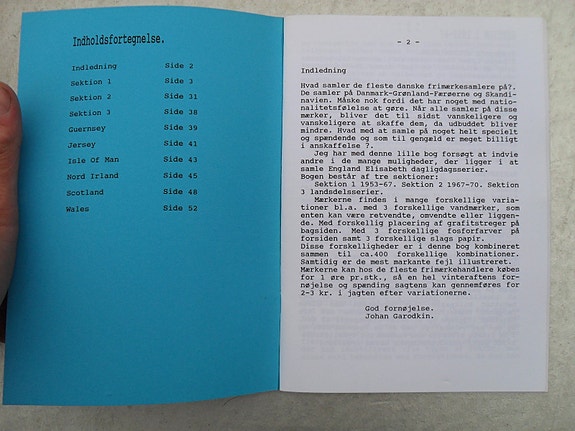 Indholdsfortegnelse.
Indledning Side 2
Sektion 1 Side 3
Sektion 2 Side 31
Sektion 3 Side 38
Guernsey Side 39
Jersey Side 41
Isle Of Man Side 43
Nord Irland Side 45
Scotland Side 48
Wales Side 52
- 2 -
Indledning
Hvad samler de fleste danske frimærkesamlere på?,
De samler på Danmark-Grønland-Færøerne og Skandi-
navien. Måske nok fordi det har noget med natio-
nalitetsfølelse at gøre. Når alle samler på disse
mærker, bliver det til sidst vanskeligere og
vanskeligere at skaffe dem, da udbuddet bliver
mindre. Hvad med at samle på noget helt specielt
og spændende og som til gengæld er meget billigt
i anskaffelse ?.
Jeg har med denne lille bog forsøgt at indvie
andre i de mange muligheder, der ligger i at
samle England Elisabeth dagligdagsserien.
Bogen består af tre sektioner:
Sektion 1 1953-67. Sektion 2 1967-70. Sektion
3 landsdelsserier.
Mærkerne findes i mange forskellige varia-
tioner bl.a. med 3 forskellige vandmærker, som
enten kan være retvendte, omvendte eller liggen-
de. Med forskellig placering af grafitstreger på
bagsiden. Med 3 forskellige fosforfarver på
forsiden samt 3 forskellige slags papir.
Disse forskelligheder er i denne bog kombineret
sammen til ca.400 forskellige kombinationer.
Samtidig er de mest markante fejl illustreret.
Mærkerne kan hos de fleste frimærkehandlere købes
for 1 øre pr.stk., så en hel vinteraftens for-
nøjelse og spænding sagtens kan gennemføres for
2-3 kr. i jagten efter variationerne.
God fornøjelse.
Johan Garodkin.